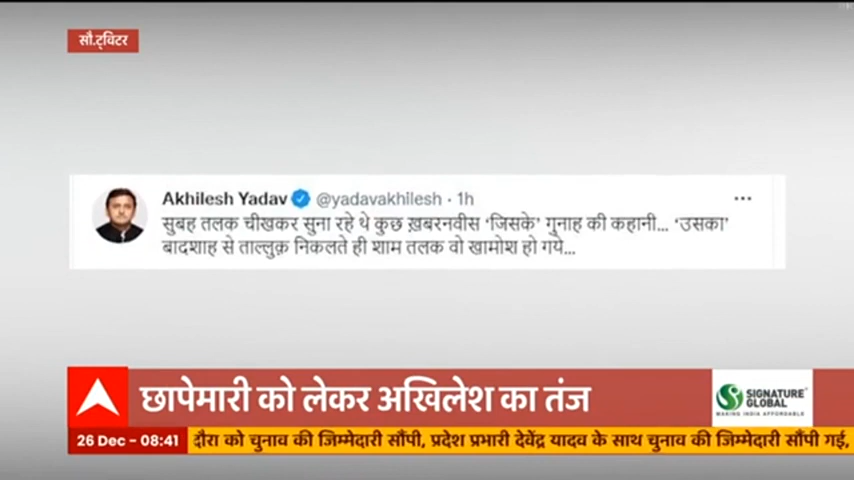 सौ.ट्विटर
Akhilesh Yadav @yadavakhilesh · 1h
सुबह तलक चीखकर सुना रहे थे कुछ ख़बरनवीस ‘जिसके’ गुनाह की कहानी... ‘उसका’
बादशाह से ताल्लुक़ निकलते ही शाम तलक वो खामोश हो गये...
छापेमारी को लेकर अखिलेश का तंज
SIGNATURE
GLOBAL
MAKING INDIA AFFORDABLE
26 Dec - 08:41 दौरा को चुनाव की जिम्मेदारी सौंपी, प्रदेश प्रभारी देवेंद्र यादव के साथ चुनाव की जिम्मेदारी सौंपी गई,